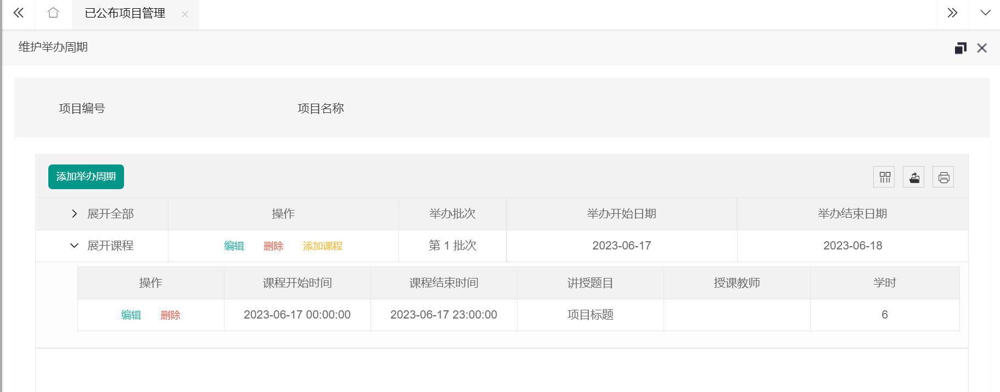 已公布项目管理
维护举办周期
项目编号 项目名称
添加举办周期
展开全部 操作 举办批次 举办开始日期 举办结束日期
展开课程 编辑 删除 添加课程 第 1 批次 2023-06-17 2023-06-18
操作 课程开始时间 课程结束时间 讲授题目 授课教师 学时
编辑 删除 2023-06-17 00:00:00 2023-06-17 23:00:00 项目标题 6